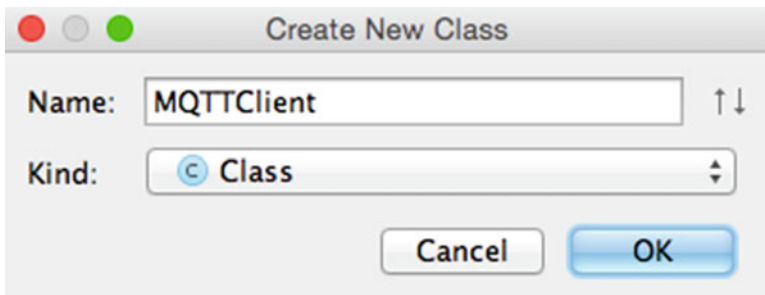 Create New Class
Name: MQTTClient
Kind: C Class
Cancel OK